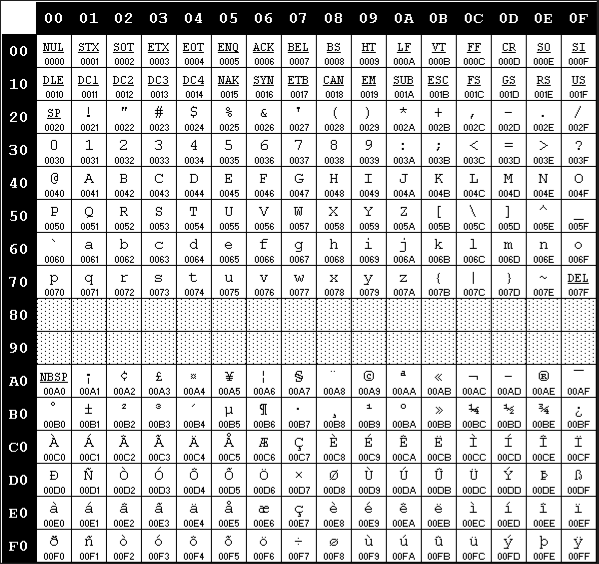 00 01 02 03 04 05 06 07 08 09 0A 0B 0C 0D 0E 0F
00 NUL STX SOT ETX EOT ENQ ACK BEL BS HT LF VT FF CR SO SI
0000 0001 0002 0003 0004 0005 0006 0007 0008 0009 000A 000B 000C 000D 000E 000F
10 DLE DC1 DC2 DC3 DC4 NAK SYN ETB CAN EM SUB ESC FS GS RS US
0010 0011 0012 0013 0014 0015 0016 0017 0018 0019 001A 001B 001C 001D 001E 001F
20 SP ! " # $ % & ' ( ) * + , - . /
0020 0021 0022 0023 0024 0025 0026 0027 0028 0029 002A 002B 002C 002D 002E 002F
30 0 1 2 3 4 5 6 7 8 9 : ; < = > ?
0030 0031 0032 0033 0034 0035 0036 0037 0038 0039 003A 003B 003C 003D 003E 003F
40 @ A B C D E F G H I J K L M N O
0040 0041 0042 0043 0044 0045 0046 0047 0048 0049 004A 004B 004C 004D 004E 004F
50 P Q R S T U V W X Y Z [ \ ] ^ _
0050 0051 0052 0053 0054 0055 0056 0057 0058 0059 005A 005B 005C 005D 005E 005F
60 ` a b c d e f g h i j k l m n o
0060 0061 0062 0063 0064 0065 0066 0067 0068 0069 006A 006B 006C 006D 006E 006F
70 p q r s t u v w x y z { | } ~ DEL
0070 0071 0072 0073 0074 0075 0076 0077 0078 0079 007A 007B 007C 007D 007E 007F
80
90
A0 NBSP ¡ ¢ £ ¤ ¥ ¦ § ¨ © ª « ¬ - ® ¯
00A0 00A1 00A2 00A3 00A4 00A5 00A6 00A7 00A8 00A9 00AA 00AB 00AC 00AD 00AE 00AF
B0 ° ± ² ³ ´ µ ¶ · ¸ ¹ º » ¼ ½ ¾ ¿
00B0 00B1 00B2 00B3 00B4 00B5 00B6 00B7 00B8 00B9 00BA 00BB 00BC 00BD 00BE 00BF
C0 À Á Â Ã Ä Å Æ Ç È É Ê Ë Ì Í Î Ï
00C0 00C1 00C2 00C3 00C4 00C5 00C6 00C7 00C8 00C9 00CA 00CB 00CC 00CD 00CE 00CF
D0 Ð Ñ Ò Ó Ô Õ Ö × Ø Ù Ú Û Ü Ý Þ ß
00D0 00D1 00D2 00D3 00D4 00D5 00D6 00D7 00D8 00D9 00DA 00DB 00DC 00DD 00DE 00DF
E0 à á â ã ä å æ ç è é ê ë ì í î ï
00E0 00E1 00E2 00E3 00E4 00E5 00E6 00E7 00E8 00E9 00EA 00EB 00EC 00ED 00EE 00EF
F0 ð ñ ò ó ô õ ö ÷ ø ù ú û ü ý þ ÿ
00F0 00F1 00F2 00F3 00F4 00F5 00F6 00F7 00F8 00F9 00FA 00FB 00FC 00FD 00FE 00FF